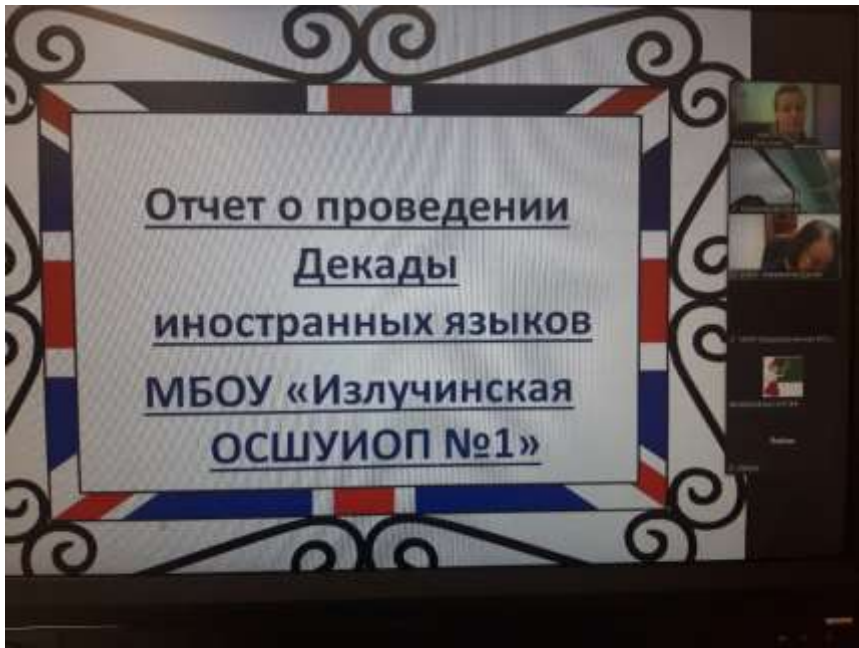 Отчет о проведении
Декады
иностранных языков
МБОУ «Излучинская
ОСШУИОП №1»